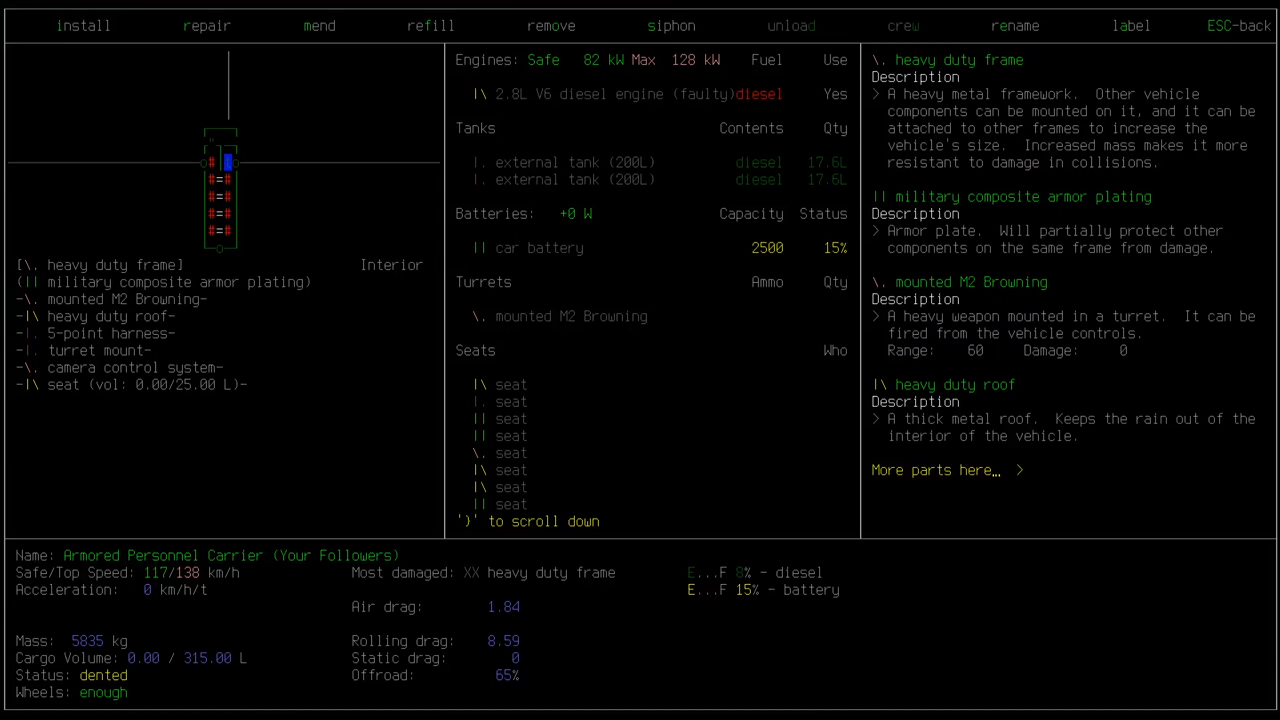 install repair mend refill remove siphon unload crew rename label ESC-back
[\. heavy duty frame] Interior
(|| military composite armor plating)
-\. mounted M2 Browning-
-|\ heavy duty roof-
-|. 5-point harness-
-|. turret mount-
-\. camera control system-
-|\ seat (vol: 0.00/25.00 L)-
Engines: Safe 82 kW Max 128 kW Fuel Use
|\ 2.8L V6 diesel engine (faulty)diesel Yes
Tanks Contents Qty
|. external tank (200L) diesel 17.6L
|. external tank (200L) diesel 17.6L
Batteries: +0 W Capacity Status
|| car battery 2500 15%
Turrets Ammo Qty
\. mounted M2 Browning
Seats Who
|\ seat
|. seat
|| seat
|| seat
\. seat
|\ seat
|\ seat
|| seat
')' to scroll down
\. heavy duty frame
Description
> A heavy metal framework. Other vehicle
components can be mounted on it, and it can be
attached to other frames to increase the
vehicle's size. Increased mass makes it more
resistant to damage in collisions.
|| military composite armor plating
Description
> Armor plate. Will partially protect other
components on the same frame from damage.
\. mounted M2 Browning
Description
> A heavy weapon mounted in a turret. It can be
fired from the vehicle controls.
Range: 60 Damage: 0
|\ heavy duty roof
Description
> A thick metal roof. Keeps the rain out of the
interior of the vehicle.
More parts here… >
Name: Armored Personnel Carrier (Your Followers)
Safe/Top Speed: 117/138 km/h
Acceleration: 0 km/h/t
Mass: 5835 kg
Cargo Volume: 0.00 / 315.00 L
Status: dented
Wheels: enough
Most damaged: XX heavy duty frame
Air drag: 1.84
Rolling drag: 8.59
Static drag: 0
Offroad: 65%
E...F 8% - diesel
E...F 15% - battery